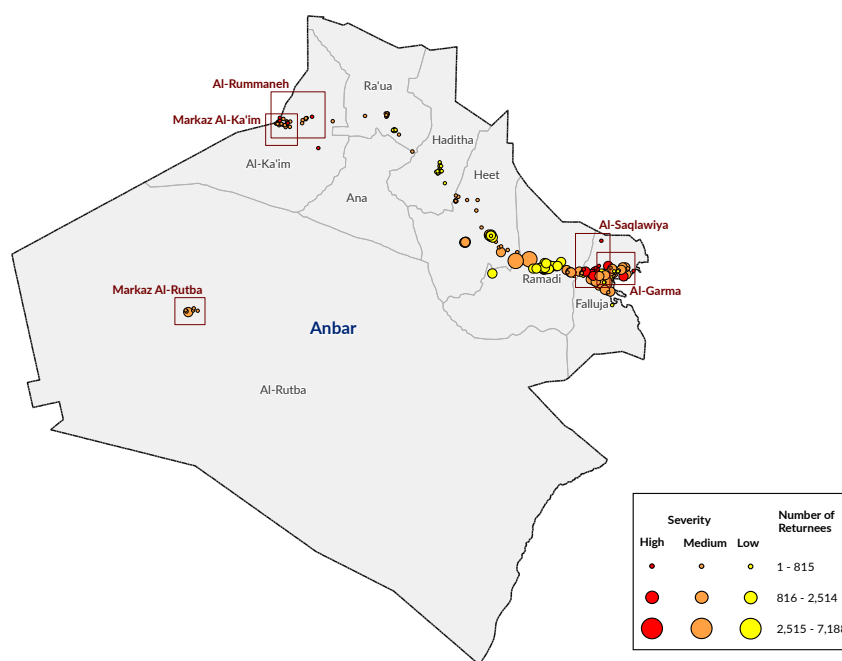 Al-Rummaneh
Ra'ua
Markaz Al-Ka'im
Haditha
Al-Ka'im
Heet
Ana
Al-Saqlawiya
Ramadi
Al-Garma
Markaz Al-Rutba
Falluja
Anbar
Al-Rutba
Severity
Number of
Returnees
High
Medium
Low
1 - 815
816 - 2,514
2,515 - 7,188